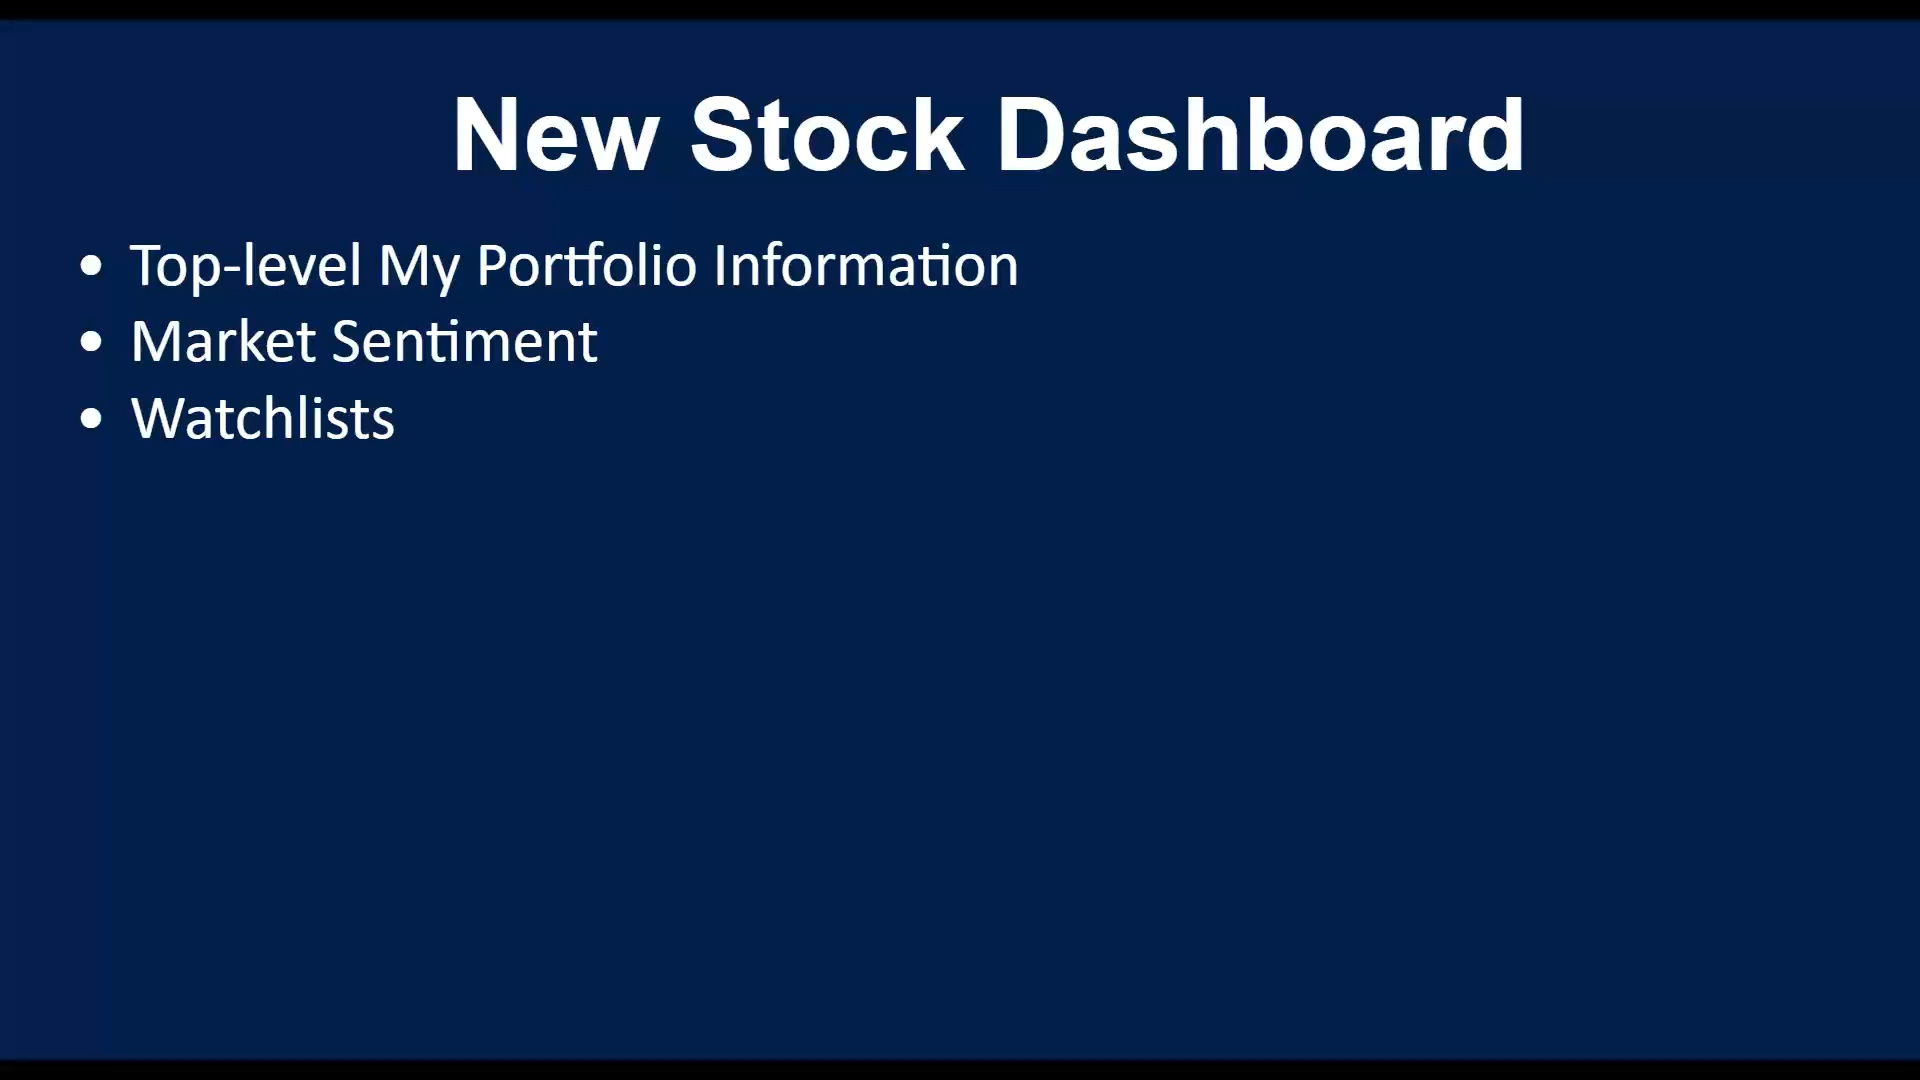 New Stock Dashboard
• Top-level My Portfolio Information
• Market Sentiment
• Watchlists